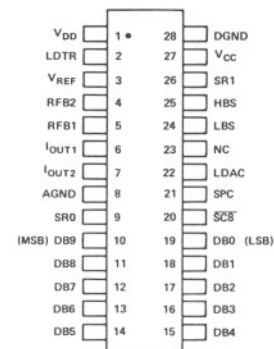 VDD 1 28 DGND
LDTR 2 27 VCC
VREF 3 26 SR1
RFB2 4 25 HBS
RFB1 5 24 LBS
IOUT1 6 23 NC
IOUT2 7 22 LDAC
AGND 8 21 SPC
SR0 9 20 SC8
(MSB) DB9 10 19 DB0 (LSB)
DB8 11 18 DB1
DB7 12 17 DB2
DB6 13 16 DB3
DB5 14 15 DB4